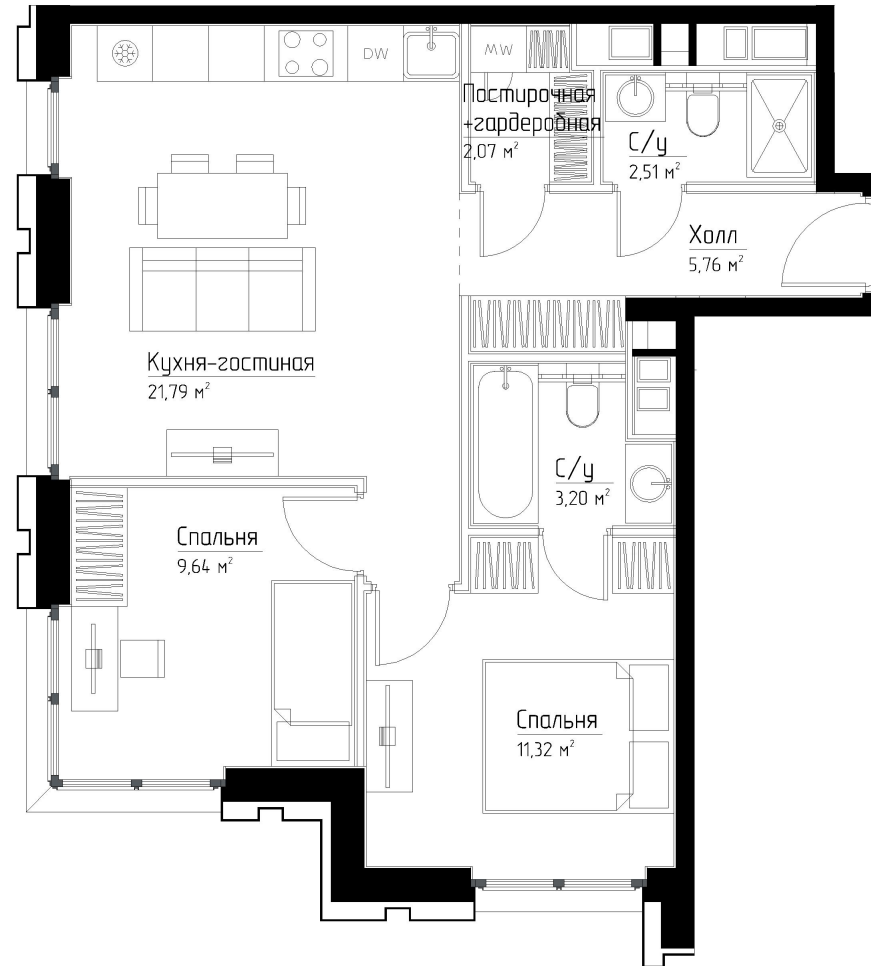 DW
MW
Постирочная
+гардеробная
2,07 м²
С/у
2,51 м²
Холл
5,76 м²
Кухня-гостиная
21,79 м²
С/у
3,20 м²
Спальня
9,64 м²
Спальня
11,32 м²